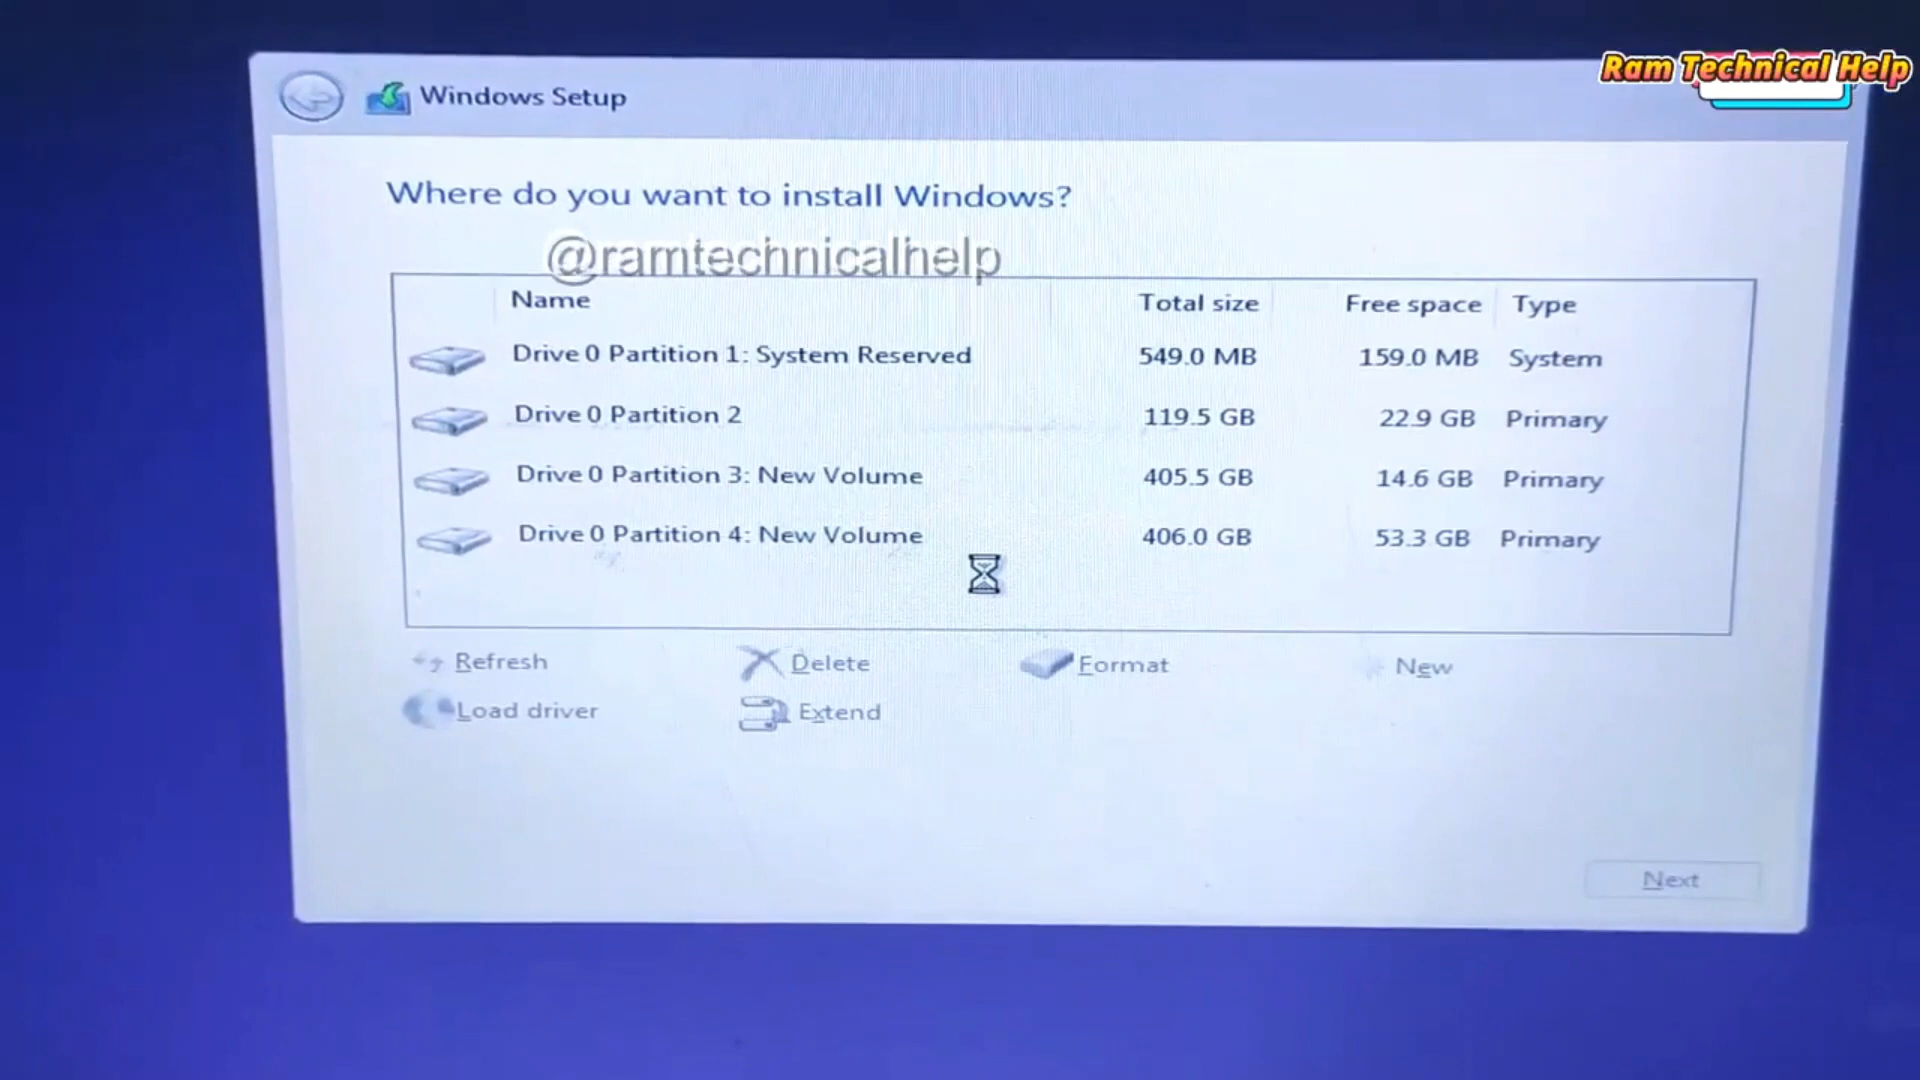 Ram Technical Help
Windows Setup
Where do you want to install Windows?
@ramtechnicalhelp
Name Total size Free space Type
Drive 0 Partition 1: System Reserved 549.0 MB 159.0 MB System
Drive 0 Partition 2 119.5 GB 22.9 GB Primary
Drive 0 Partition 3: New Volume 405.5 GB 14.6 GB Primary
Drive 0 Partition 4: New Volume 406.0 GB 53.3 GB Primary
Refresh Delete Format New
Load driver Extend
Next